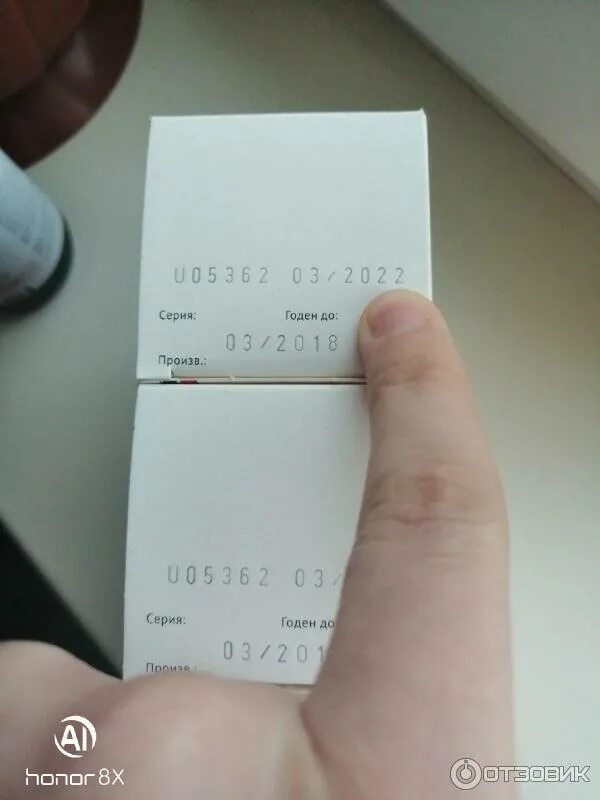 U05362 03/2022
Серия: Годен до:
03/2018
Произв.:
U05362 03/
Серия: Годен до
03/201
Произв.:
AI
honor 8X
ОТЗОВИК